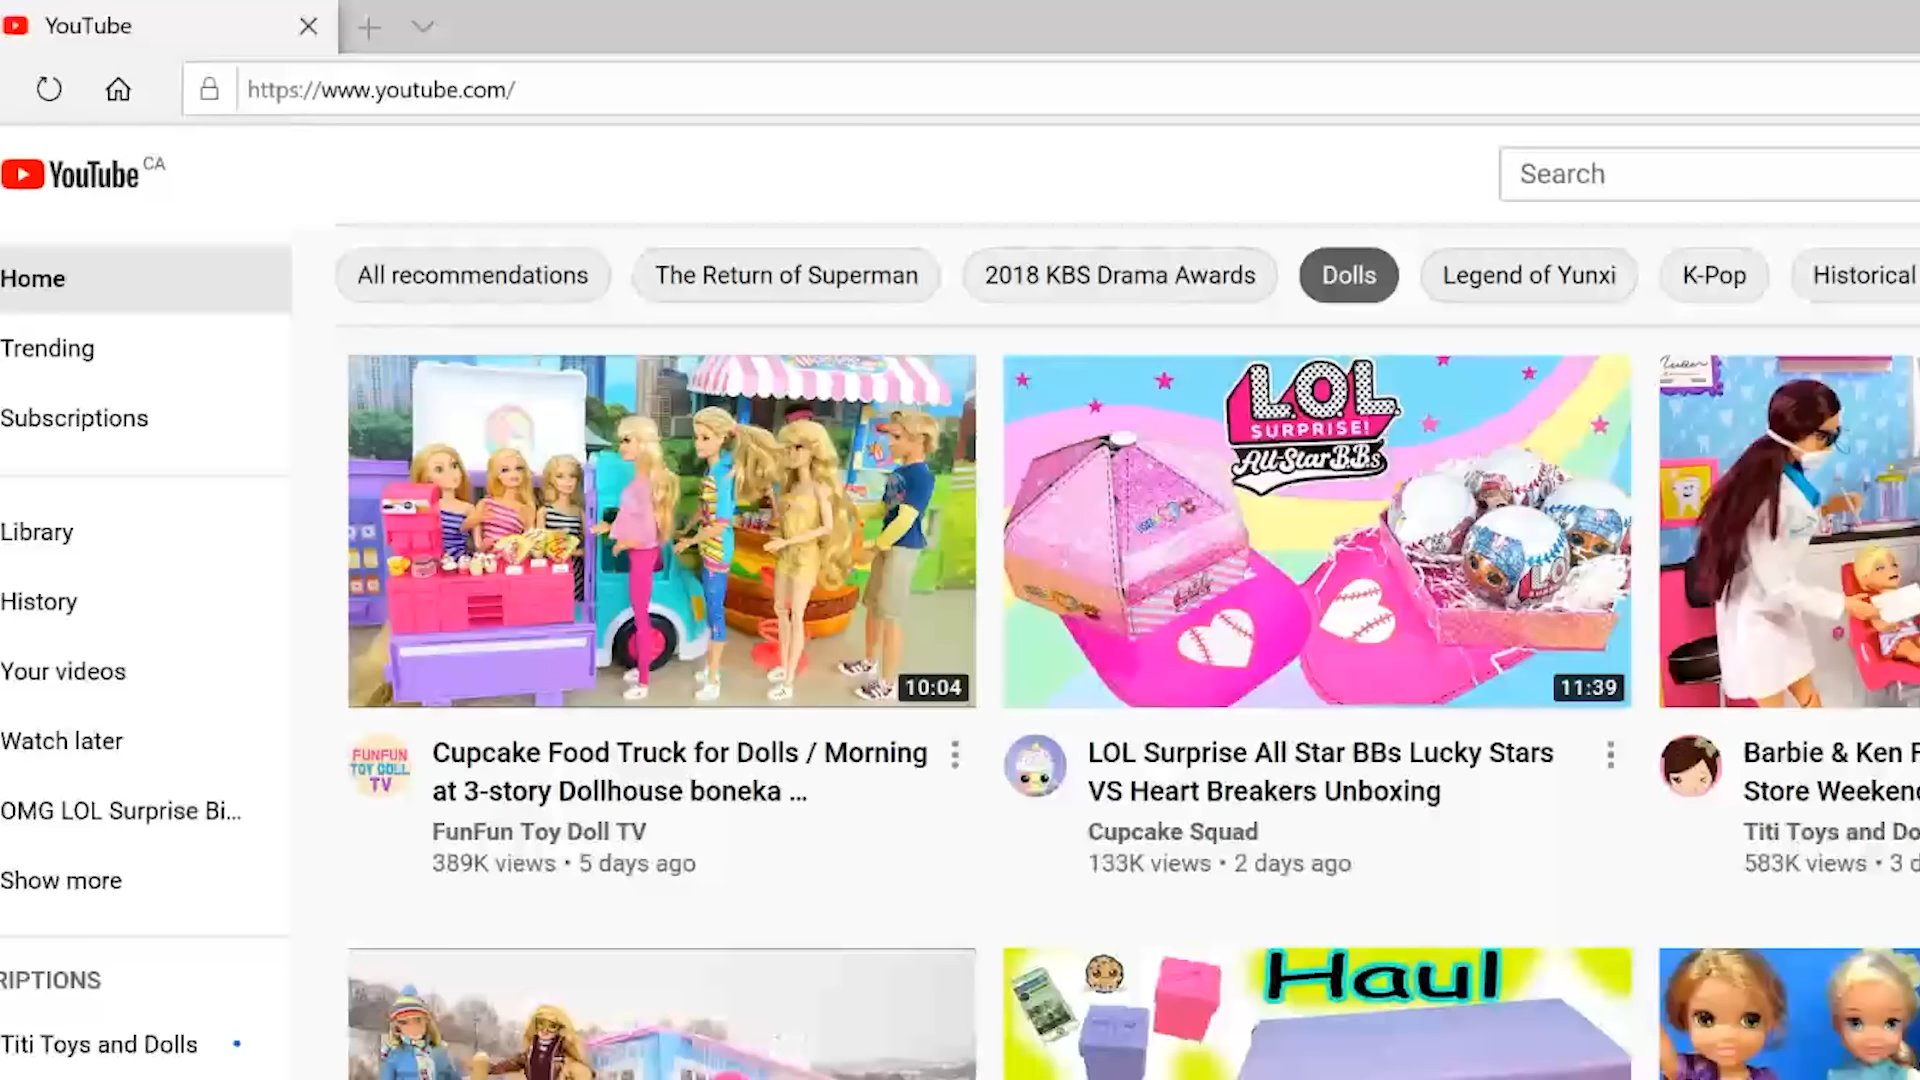 YouTube
https://www.youtube.com/
YouTube CA
Search
Home
Trending
Subscriptions
Library
History
Your videos
Watch later
OMG LOL Surprise Bi...
Show more
RIPTIONS
Titi Toys and Dolls
All recommendations
The Return of Superman
2018 KBS Drama Awards
Dolls
Legend of Yunxi
K-Pop
Historical
10:04
LOL
SURPRISE!
All-Star B.B.s
11:39
FUNFUN
TOY DOLL
TV
Cupcake Food Truck for Dolls / Morning
at 3-story Dollhouse boneka ...
FunFun Toy Doll TV
389K views • 5 days ago
LOL Surprise All Star BBs Lucky Stars
VS Heart Breakers Unboxing
Cupcake Squad
133K views • 2 days ago
Barbie & Ken
Store
Titi Toys and
583K views • 3
Haul